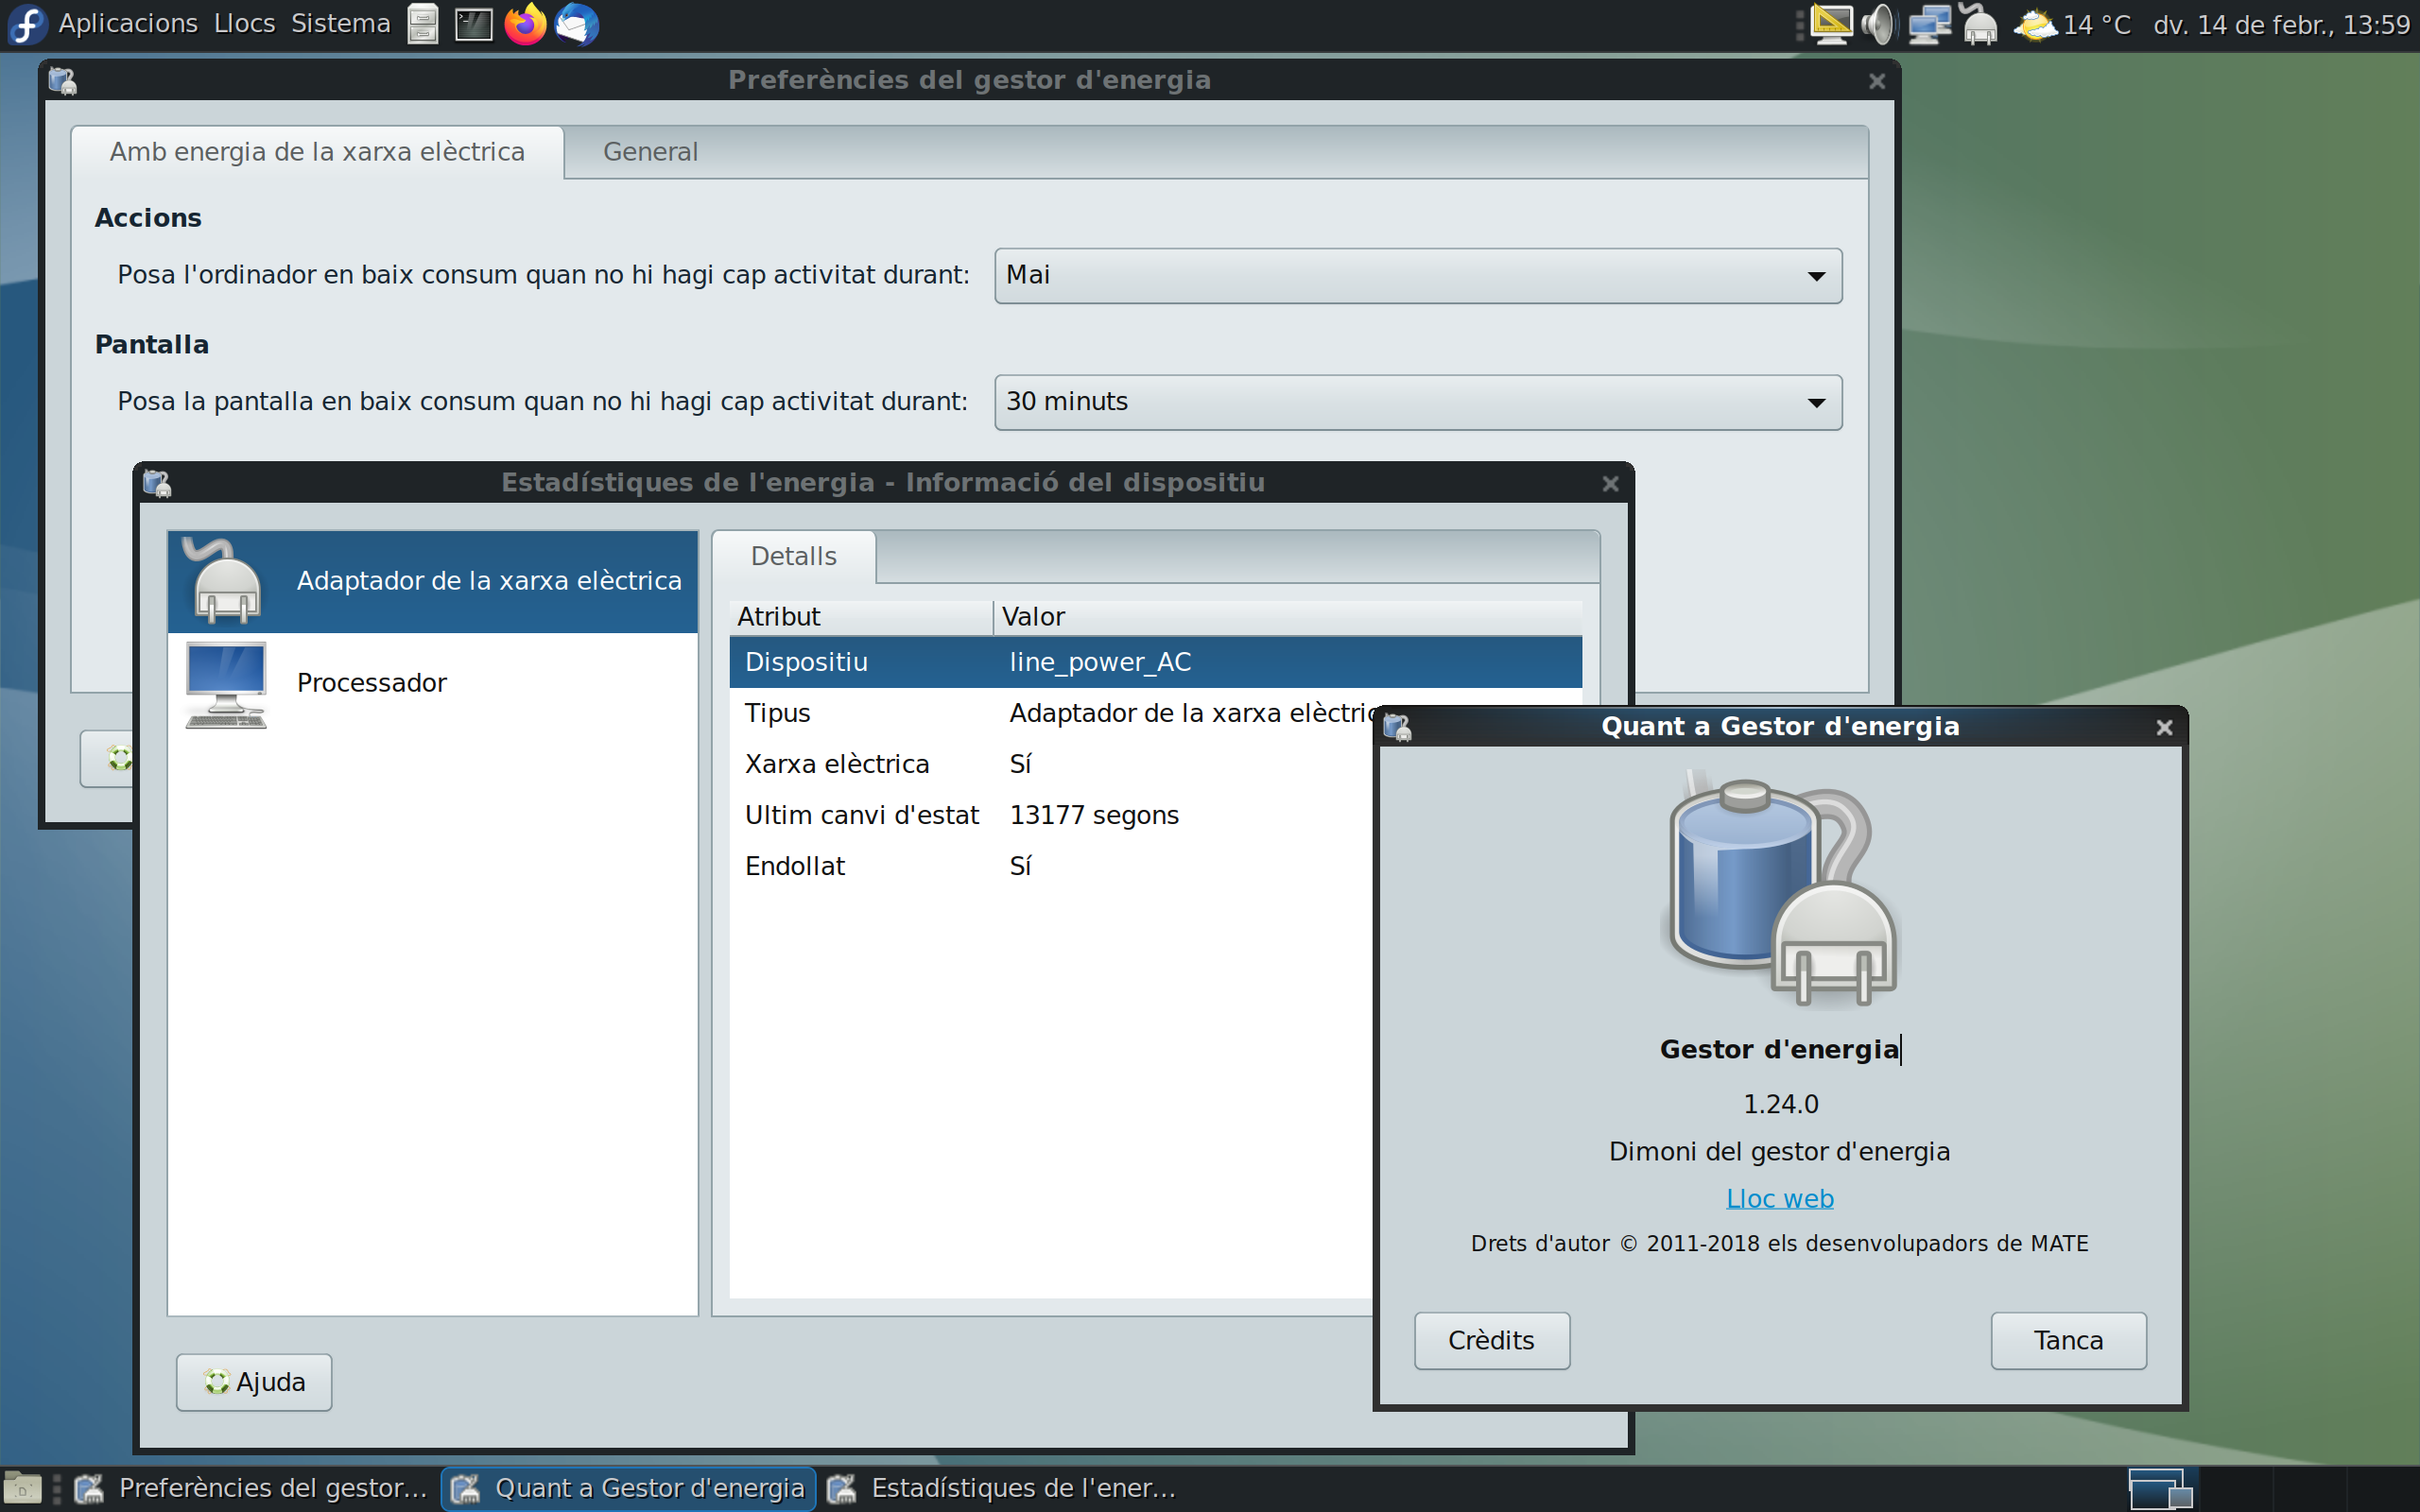 Aplicacions Llocs Sistema
14 °C dv. 14 de febr., 13:59
Preferències del gestor d'energia
Amb energia de la xarxa elèctrica General
Accions
Posa l'ordinador en baix consum quan no hi hagi cap activitat durant: Mai
Pantalla
Posa la pantalla en baix consum quan no hi hagi cap activitat durant: 30 minuts
Estadístiques de l'energia - Informació del dispositiu
Adaptador de la xarxa elèctrica
Processador
Detalls
Atribut Valor
Dispositiu line_power_AC
Tipus Adaptador de la xarxa elèctric
Xarxa elèctrica Sí
Ultim canvi d'estat 13177 segons
Endollat Sí
Ajuda
Quant a Gestor d'energia
Gestor d'energia
1.24.0
Dimoni del gestor d'energia
Lloc web
Drets d'autor © 2011-2018 els desenvolupadors de MATE
Crèdits Tanca
Preferències del gestor... Quant a Gestor d'energia Estadístiques de l'ener...